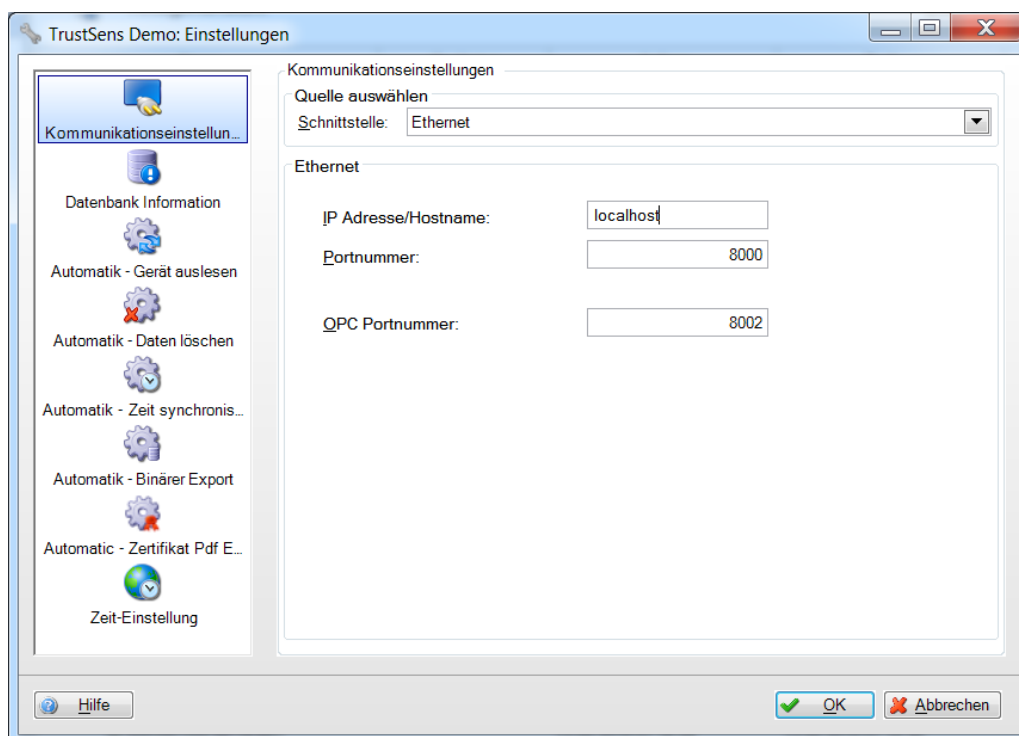 TrustSens Demo: Einstellungen
Kommunikationseinstellun...
Datenbank Information
Automatik - Gerät auslesen
Automatik - Daten löschen
Automatik - Zeit synchronis...
Automatik - Binärer Export
Automatic - Zertifikat Pdf E...
Zeit-Einstellung
Kommunikationseinstellungen
Quelle auswählen
Schnittstelle: Ethernet
Ethernet
IP Adresse/Hostname: localhost
Portnummer: 8000
OPC Portnummer: 8002
Hilfe
OK
Abbrechen